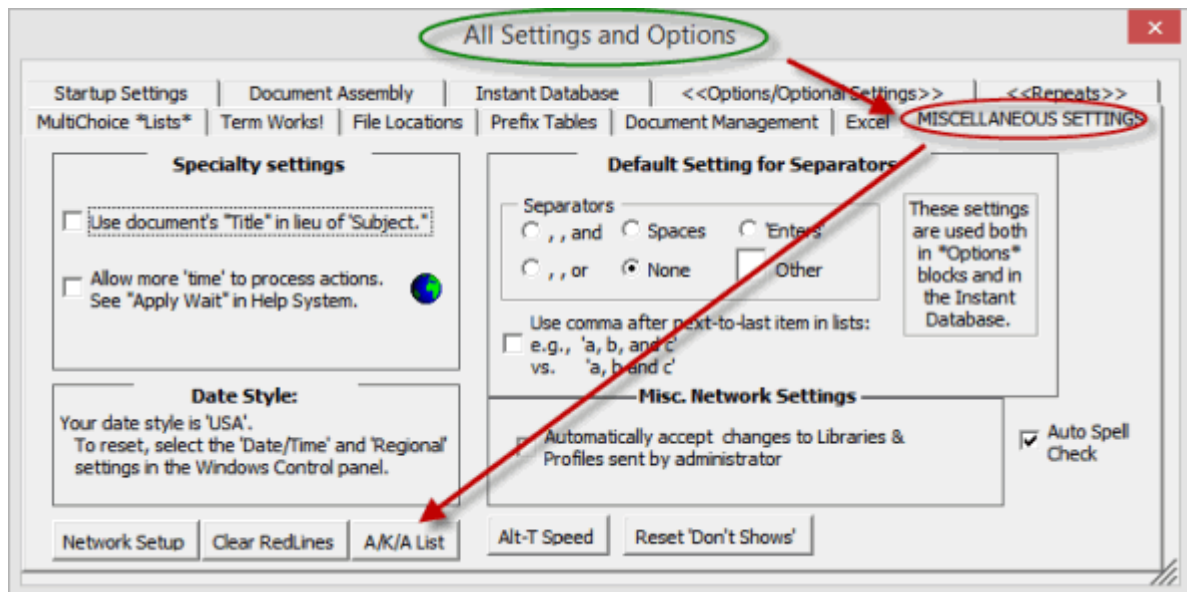 All Settings and Options
Startup Settings
Document Assembly
Instant Database
<<Options/Optional Settings>>
<<Repeats>>
MultiChoice *Lists*
Term Works!
File Locations
Prefix Tables
Document Management
Excel
MISCELLANEOUS SETTINGS
Specialty settings
Use document's "Title" in lieu of 'Subject."
Allow more 'time' to process actions.
See "Apply Wait" in Help System.
Default Setting for Separators
Separators
, , and
Spaces
'Enters'
, , or
None
Other
These settings
are used both
in *Options*
blocks and in
the Instant
Database.
Use comma after next-to-last item in lists:
e.g., 'a, b, and c'
vs. 'a, b and c'
Date Style:
Your date style is 'USA'.
To reset, select the 'Date/Time' and 'Regional'
settings in the Windows Control panel.
Misc. Network Settings
Automatically accept changes to Libraries &
Profiles sent by administrator
Auto Spell
Check
Network Setup
Clear RedLines
A/K/A List
Alt-T Speed
Reset 'Don't Shows'